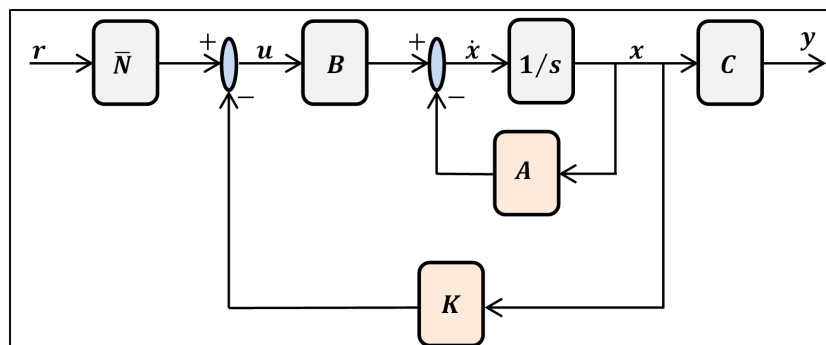 r N̅ + u B + ẋ 1/s x C y
− −
A
K